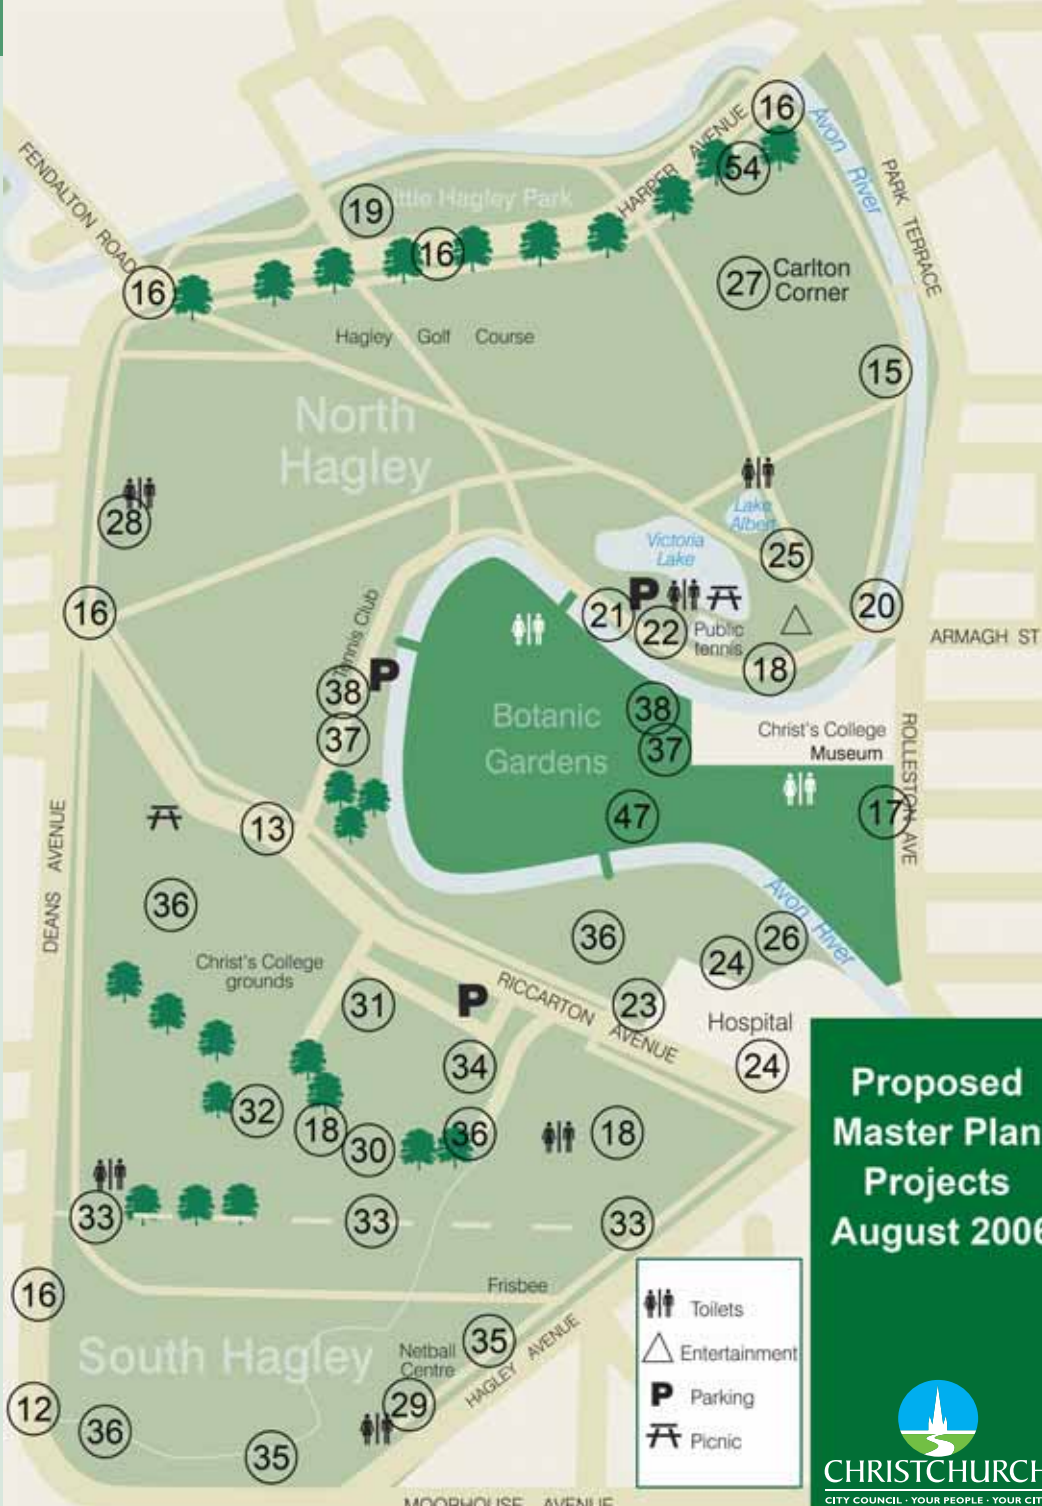 16
Avon River
HARPER AVENUE
54
PARK TERRACE
FENDALTON ROAD
19
ittle Hagley Park
16
16
27
Carlton
Corner
Hagley Golf Course
15
North
Hagley
28
Lake
Albert
Victoria
Lake
25
16
Tennis Club
P
21
22
Public
tennis
20
ARMAGH ST
18
P
38
37
38
37
Botanic
Gardens
Christ's College
Museum
ROLLESTON AVE
17
47
13
DEANS AVENUE
36
Avon River
36
26
24
Christ's College
grounds
31
P
RICCARTON AVENUE
23
Hospital
24
34
32
18
30
36
18
33
33
33
16
Frisbee
South Hagley
Netball
Centre
35
HAGLEY AVENUE
29
12
36
35
MOORHOUSE AVENUE
Toilets
Entertainment
P Parking
Picnic
Proposed
Master Plan
Projects
August 2006
CHRISTCHURCH
CITY COUNCIL · YOUR PEOPLE · YOUR CIT